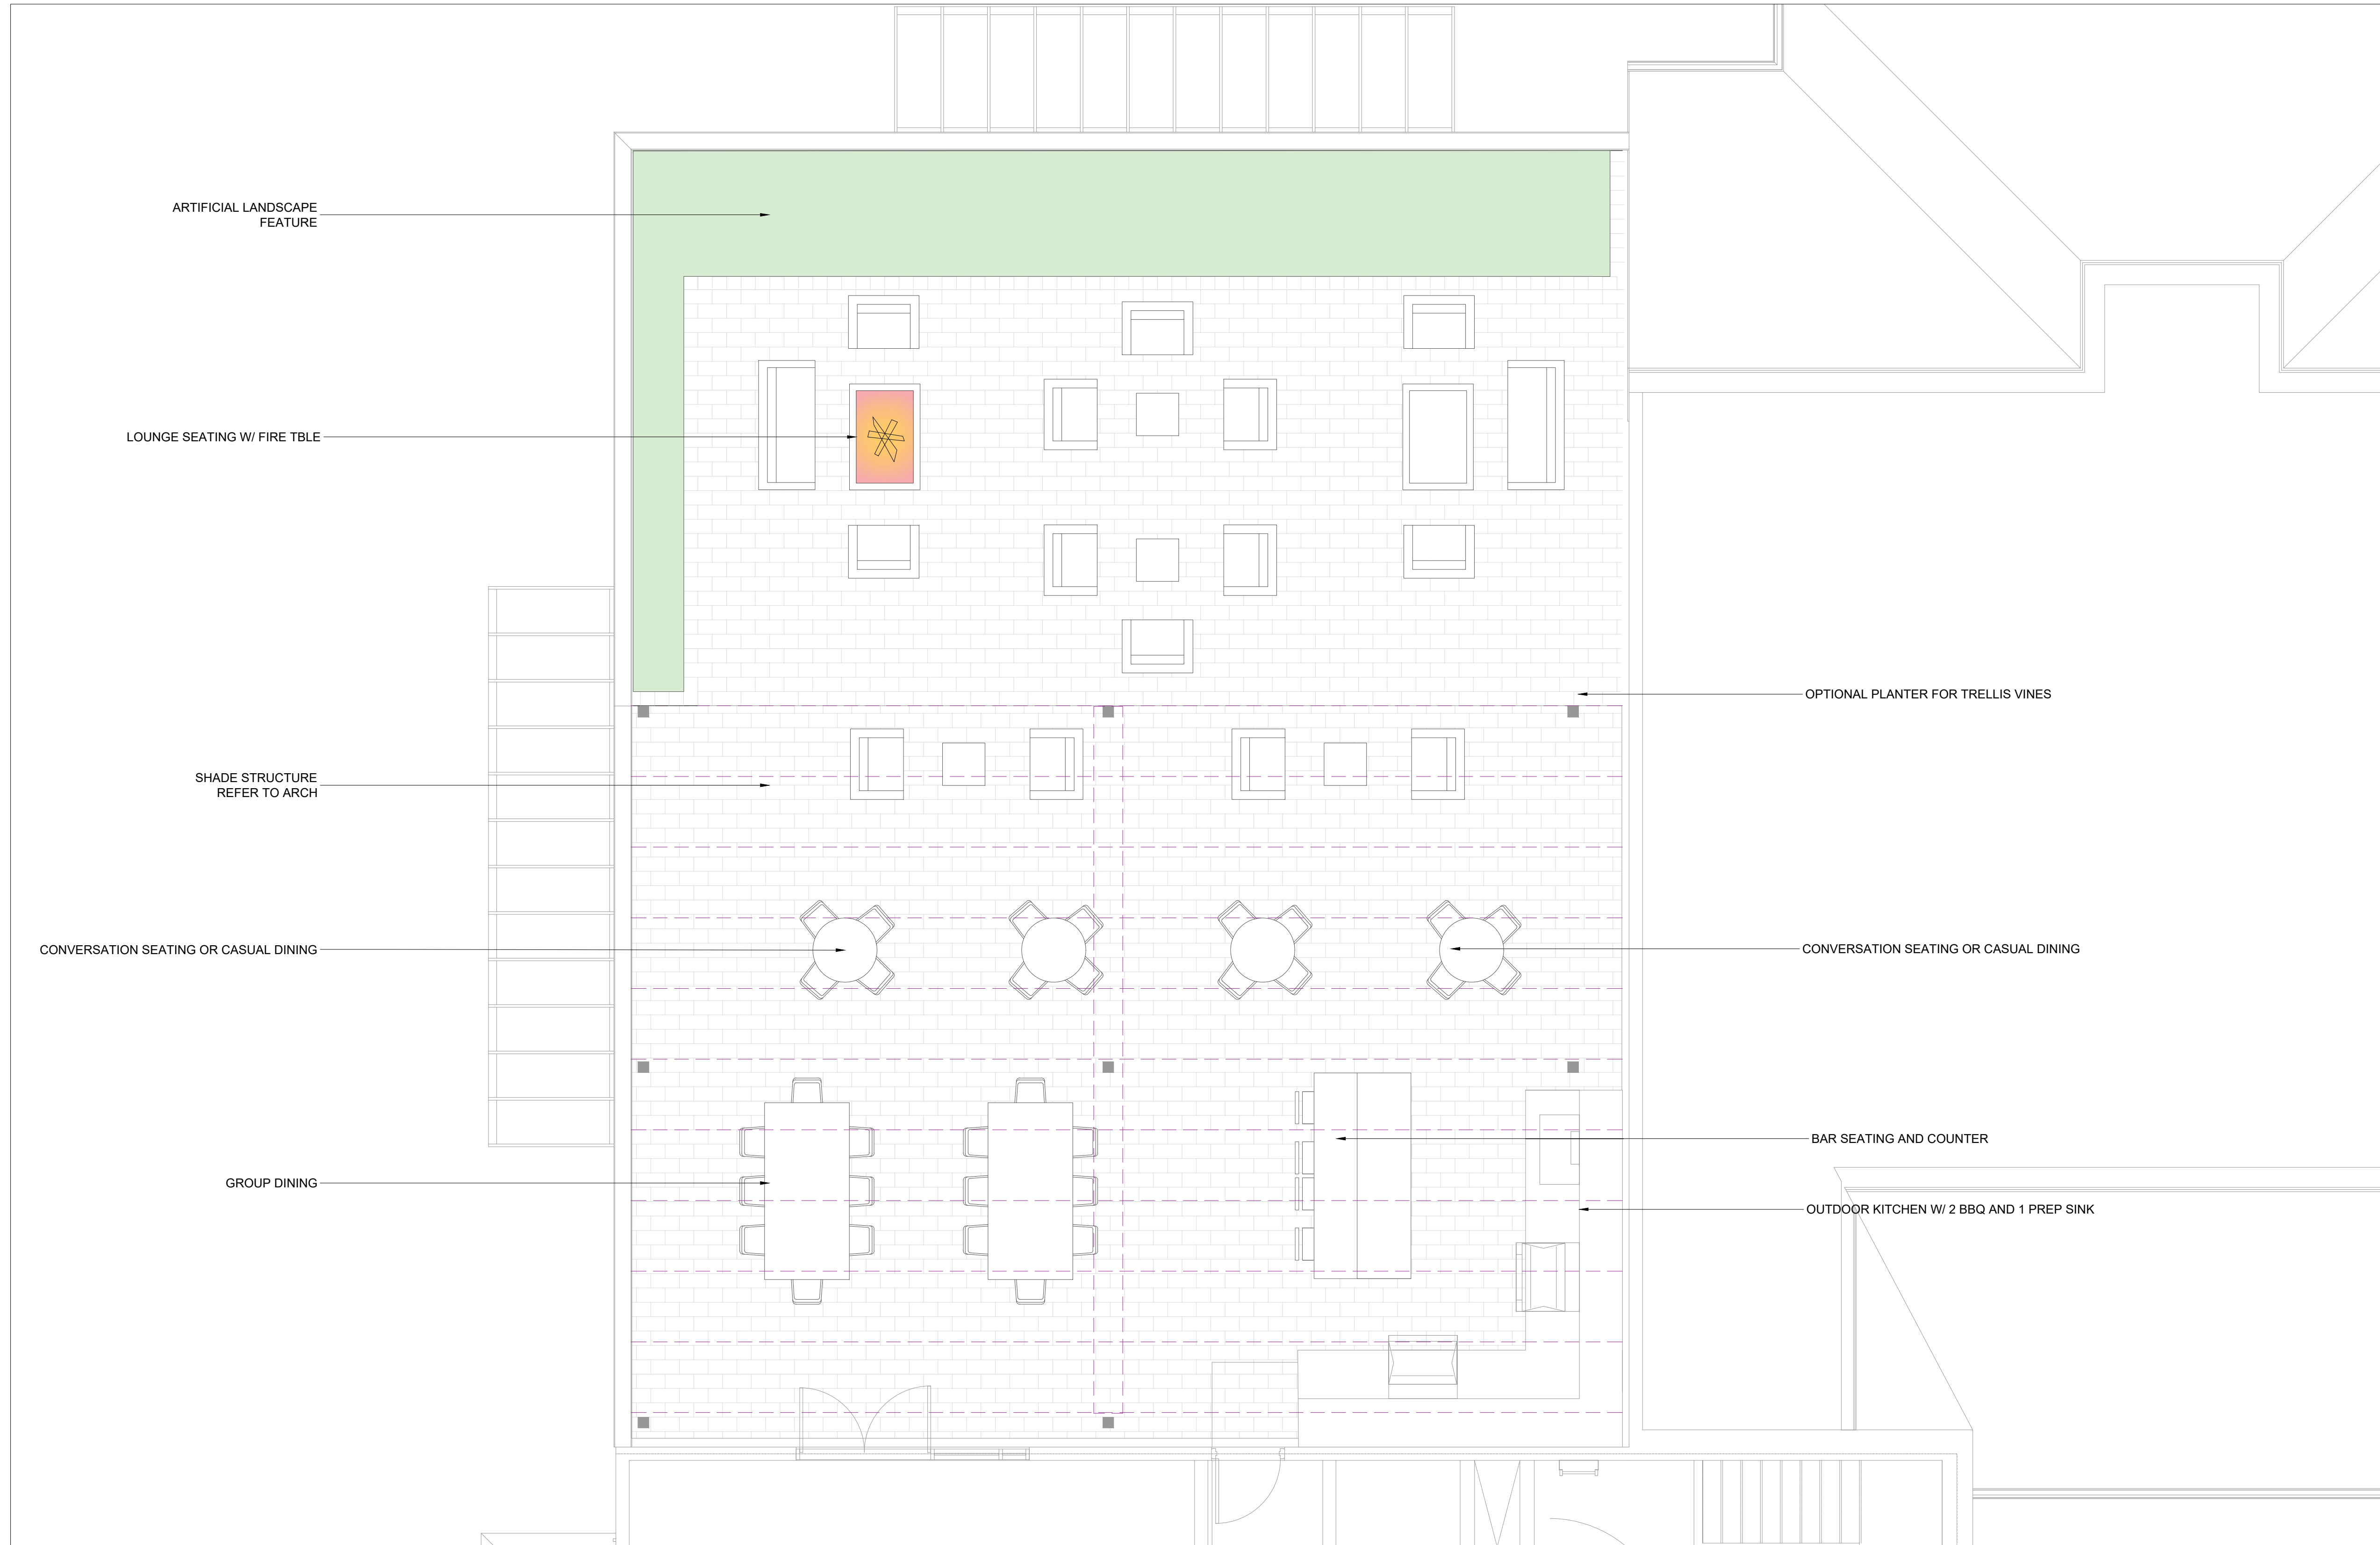 ARTIFICIAL LANDSCAPE
FEATURE
LOUNGE SEATING W/ FIRE TBLE
OPTIONAL PLANTER FOR TRELLIS VINES
SHADE STRUCTURE
REFER TO ARCH
CONVERSATION SEATING OR CASUAL DINING
CONVERSATION SEATING OR CASUAL DINING
BAR SEATING AND COUNTER
GROUP DINING
OUTDOOR KITCHEN W/ 2 BBQ AND 1 PREP SINK